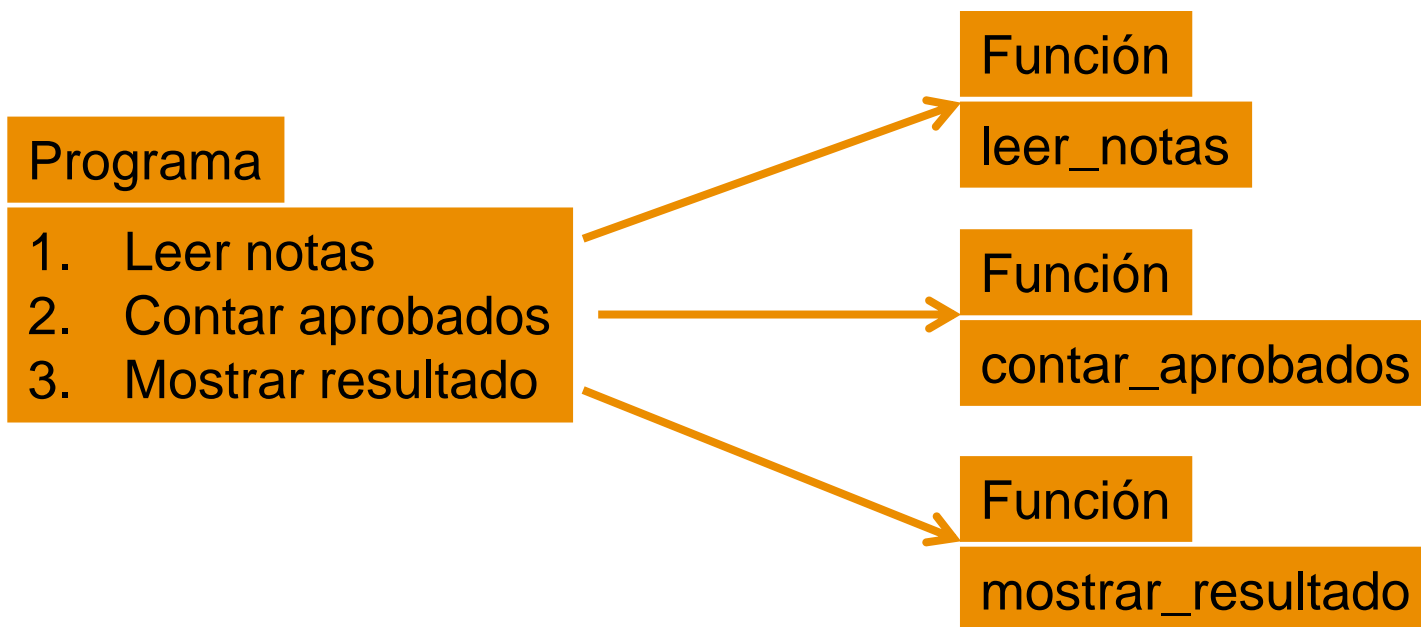 Programa
1. Leer notas
2. Contar aprobados
3. Mostrar resultado
Función
leer_notas
Función
contar_aprobados
Función
mostrar_resultado